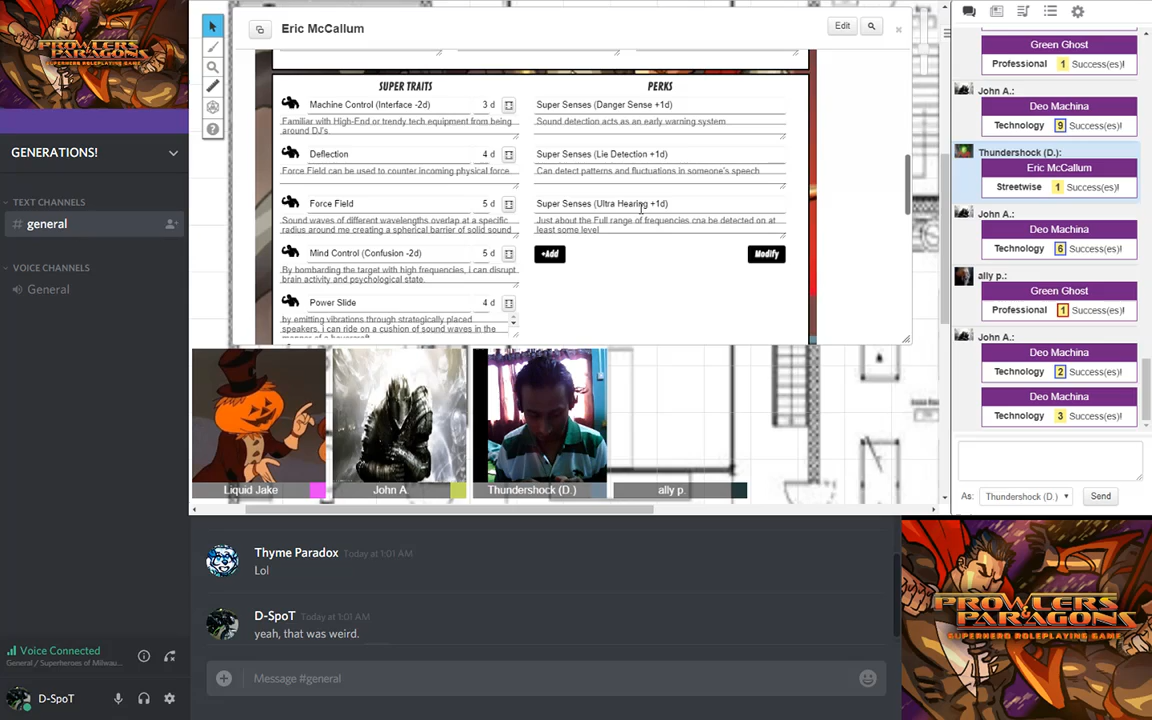 PROWLERS
& PARAGONS
SUPERHERO ROLEPLAYING GAME
GENERATIONS!
TEXT CHANNELS
# general
VOICE CHANNELS
General
Voice Connected
General / Superheroes of Milwau...
D-SpoT
Eric McCallum
Edit
SUPER TRAITS
Machine Control (Interface -2d) 3 d
Familiar with High-End or trendy tech equipment from being
around DJ's
Deflection 4 d
Force Field can be used to counter incoming physical force
Force Field 5 d
Sound waves of different wavelengths overlap at a specific
radius around me creating a spherical barrier of solid sound
Mind Control (Confusion -2d) 5 d
By bombarding the target with high frequencies, i can disrupt
brain activity and psychological state.
Power Slide 4 d
by emitting vibrations through strategically placed
speakers, i can ride on a cushion of sound waves in the
PERKS
Super Senses (Danger Sense +1d)
Sound detection acts as an early warning system
Super Senses (Lie Detection +1d)
Can detect patterns and fluctuations in someone's speech
Super Senses (Ultra Hearing +1d)
Just about the Full range of frequencies cna be detected on at
least some level
+Add
Modify
Liquid Jake
John A.
Thundershock (D.)
ally p.
Green Ghost
Professional 1 Success(es)!
John A.:
Deo Machina
Technology 9 Success(es)!
Thundershock (D.):
Eric McCallum
Streetwise 1 Success(es)!
John A.:
Deo Machina
Technology 6 Success(es)!
ally p.:
Green Ghost
Professional 1 Success(es)!
John A.:
Deo Machina
Technology 2 Success(es)!
Deo Machina
Technology 3 Success(es)!
As: Thundershock (D.)
Send
Thyme Paradox Today at 1:01 AM
Lol
D-SpoT Today at 1:01 AM
yeah, that was weird.
Message #general
PROWLERS
& PARAGONS
SUPERHERO ROLEPLAYING GAME